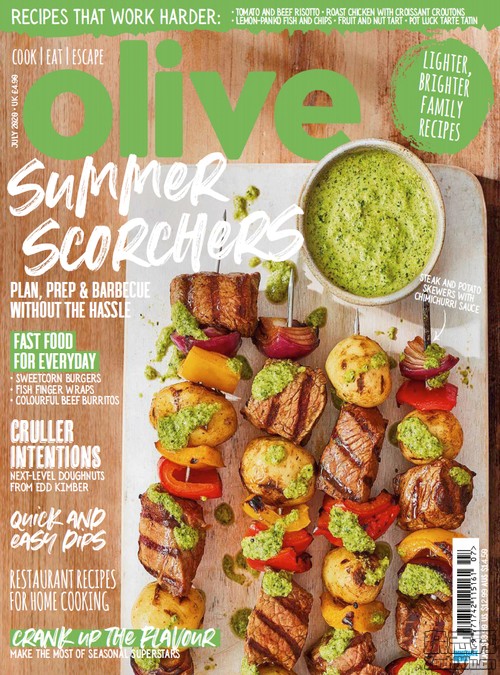 RECIPES THAT WORK HARDER:
• TOMATO AND BEEF RISOTTO • ROAST CHICKEN WITH CROISSANT CROUTONS
• LEMON-PANKO FISH AND CHIPS • FRUIT AND NUT TART • POT LUCK TARTE TATIN
COOK | EAT | ESCAPE
olive
JULY 2020 • UK £4.99
LIGHTER,
BRIGHTER
FAMILY
RECIPES
SUMMER
SCORCHERS
PLAN, PREP & BARBECUE
WITHOUT THE HASSLE
STEAK AND POTATO
SKEWERS WITH
CHIMICHURRI SAUCE
FAST FOOD
FOR EVERYDAY
• SWEETCORN BURGERS
• FISH FINGER WRAPS
• COLOURFUL BEEF BURRITOS
CRULLER
INTENTIONS
NEXT-LEVEL DOUGHNUTS
FROM EDD KIMBER
QUICK AND
EASY DIPS
RESTAURANT RECIPES
FOR HOME COOKING
CRANK UP THE FLAVOUR
MAKE THE MOST OF SEASONAL SUPERSTARS
07>
9 771742 115161